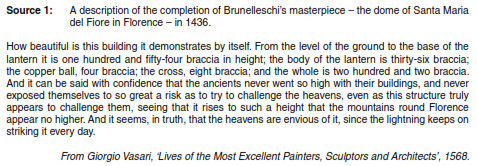 Source 1: A description of the completion of Brunelleschi's masterpiece – the dome of Santa Maria
del Fiore in Florence – in 1436.
How beautiful is this building it demonstrates by itself. From the level of the ground to the base of the
lantern it is one hundred and fifty-four braccia in height; the body of the lantern is thirty-six braccia;
the copper ball, four braccia; the cross, eight braccia; and the whole is two hundred and two braccia.
And it can be said with confidence that the ancients never went so high with their buildings, and never
exposed themselves to so great a risk as to try to challenge the heavens, even as this structure truly
appears to challenge them, seeing that it rises to such a height that the mountains round Florence
appear no higher. And it seems, in truth, that the heavens are envious of it, since the lightning keeps on
striking it every day.
From Giorgio Vasari, 'Lives of the Most Excellent Painters, Sculptors and Architects', 1568.